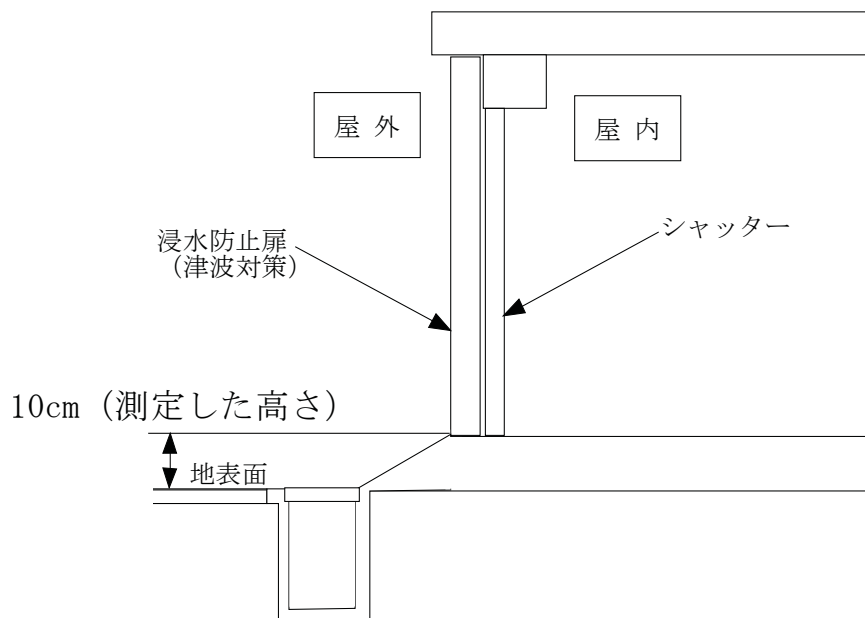 屋 外
屋 内
シャッター
浸水防止扉
（津波対策）
10cm (測定した高さ)
地表面